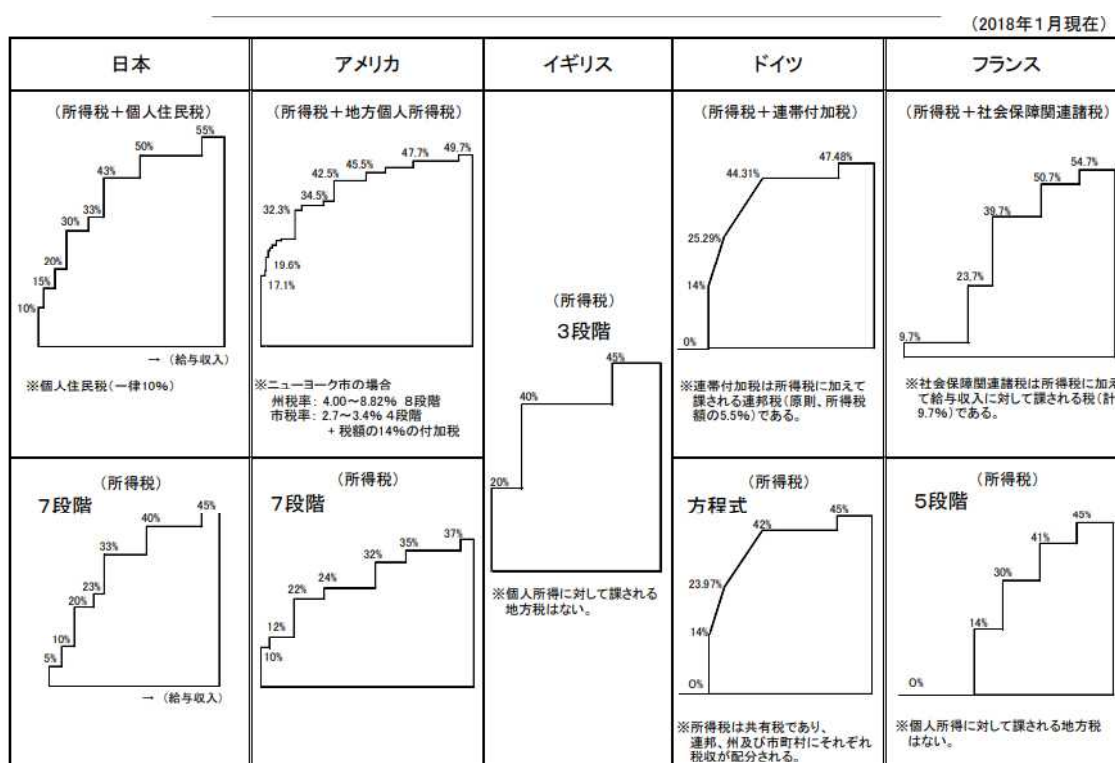 （2018年1月現在）
日本
アメリカ
イギリス
ドイツ
フランス
（所得税＋個人住民税）
55%
50%
43%
33%
30%
20%
15%
10%
→ （給与収入）
※個人住民税（一律10%）
（所得税＋地方個人所得税）
49.7%
47.7%
45.5%
42.5%
34.5%
32.3%
19.6%
17.1%
※ニューヨーク市の場合
州税率：4.00～8.82% 8段階
市税率：2.7～3.4% 4段階
+ 税額の14%の付加税
（所得税）
3段階
45%
40%
20%
※個人所得に対して課される
地方税はない。
（所得税＋連帯付加税）
47.48%
44.31%
25.29%
14%
0%
※連帯付加税は所得税に加えて
課される連邦税（原則、所得税
額の5.5%）である。
（所得税＋社会保障関連諸税）
54.7%
50.7%
39.7%
23.7%
9.7%
※社会保障関連諸税は所得税に加え
て給与収入に対して課される税（計
9.7%）である。
（所得税）
7段階
45%
40%
33%
23%
20%
10%
5%
→ （給与収入）
（所得税）
7段階
37%
35%
32%
24%
22%
12%
10%
（所得税）
方程式
45%
42%
23.97%
14%
0%
※所得税は共有税であり、
連邦、州及び市町村にそれぞれ
税収が配分される。
（所得税）
5段階
45%
41%
30%
14%
0%
※個人所得に対して課される地方税
はない。